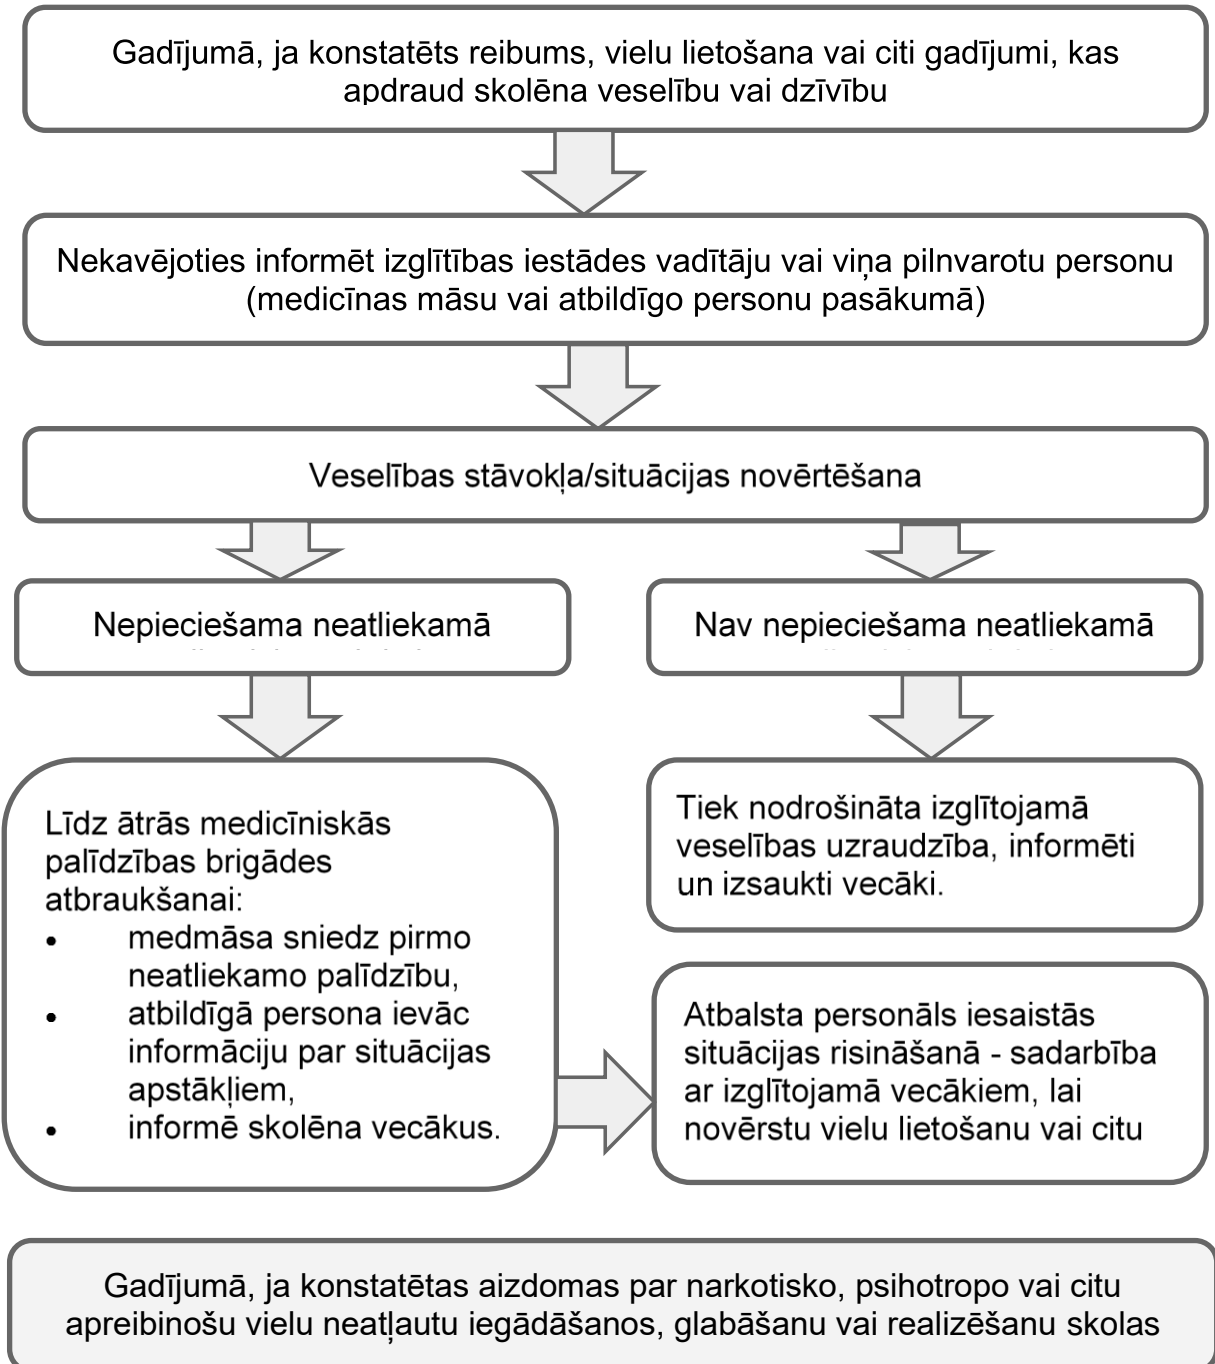 Gadījumā, ja konstatēts reibums, vielu lietošana vai citi gadījumi, kas
apdraud skolēna veselību vai dzīvību
Nekavējoties informēt izglītības iestādes vadītāju vai viņa pilnvarotu personu
(medicīnas māsu vai atbildīgo personu pasākumā)
Veselības stāvokļa/situācijas novērtēšana
Nepieciešama neatliekamā
Nav nepieciešama neatliekamā
Līdz ātrās medicīniskās
palīdzības brigādes
atbraukšanai:
• medmāsa sniedz pirmo
neatliekamo palīdzību,
• atbildīgā persona ievāc
informāciju par situācijas
apstākļiem,
• informē skolēna vecākus.
Tiek nodrošināta izglītojamā
veselības uzraudzība, informēti
un izsaukti vecāki.
Atbalsta personāls iesaistās
situācijas risināšanā - sadarbība
ar izglītojamā vecākiem, lai
novērstu vielu lietošanu vai citu
Gadījumā, ja konstatētas aizdomas par narkotisko, psihotropo vai citu
apreibinošu vielu neatļautu iegādāšanos, glabāšanu vai realizēšanu skolas